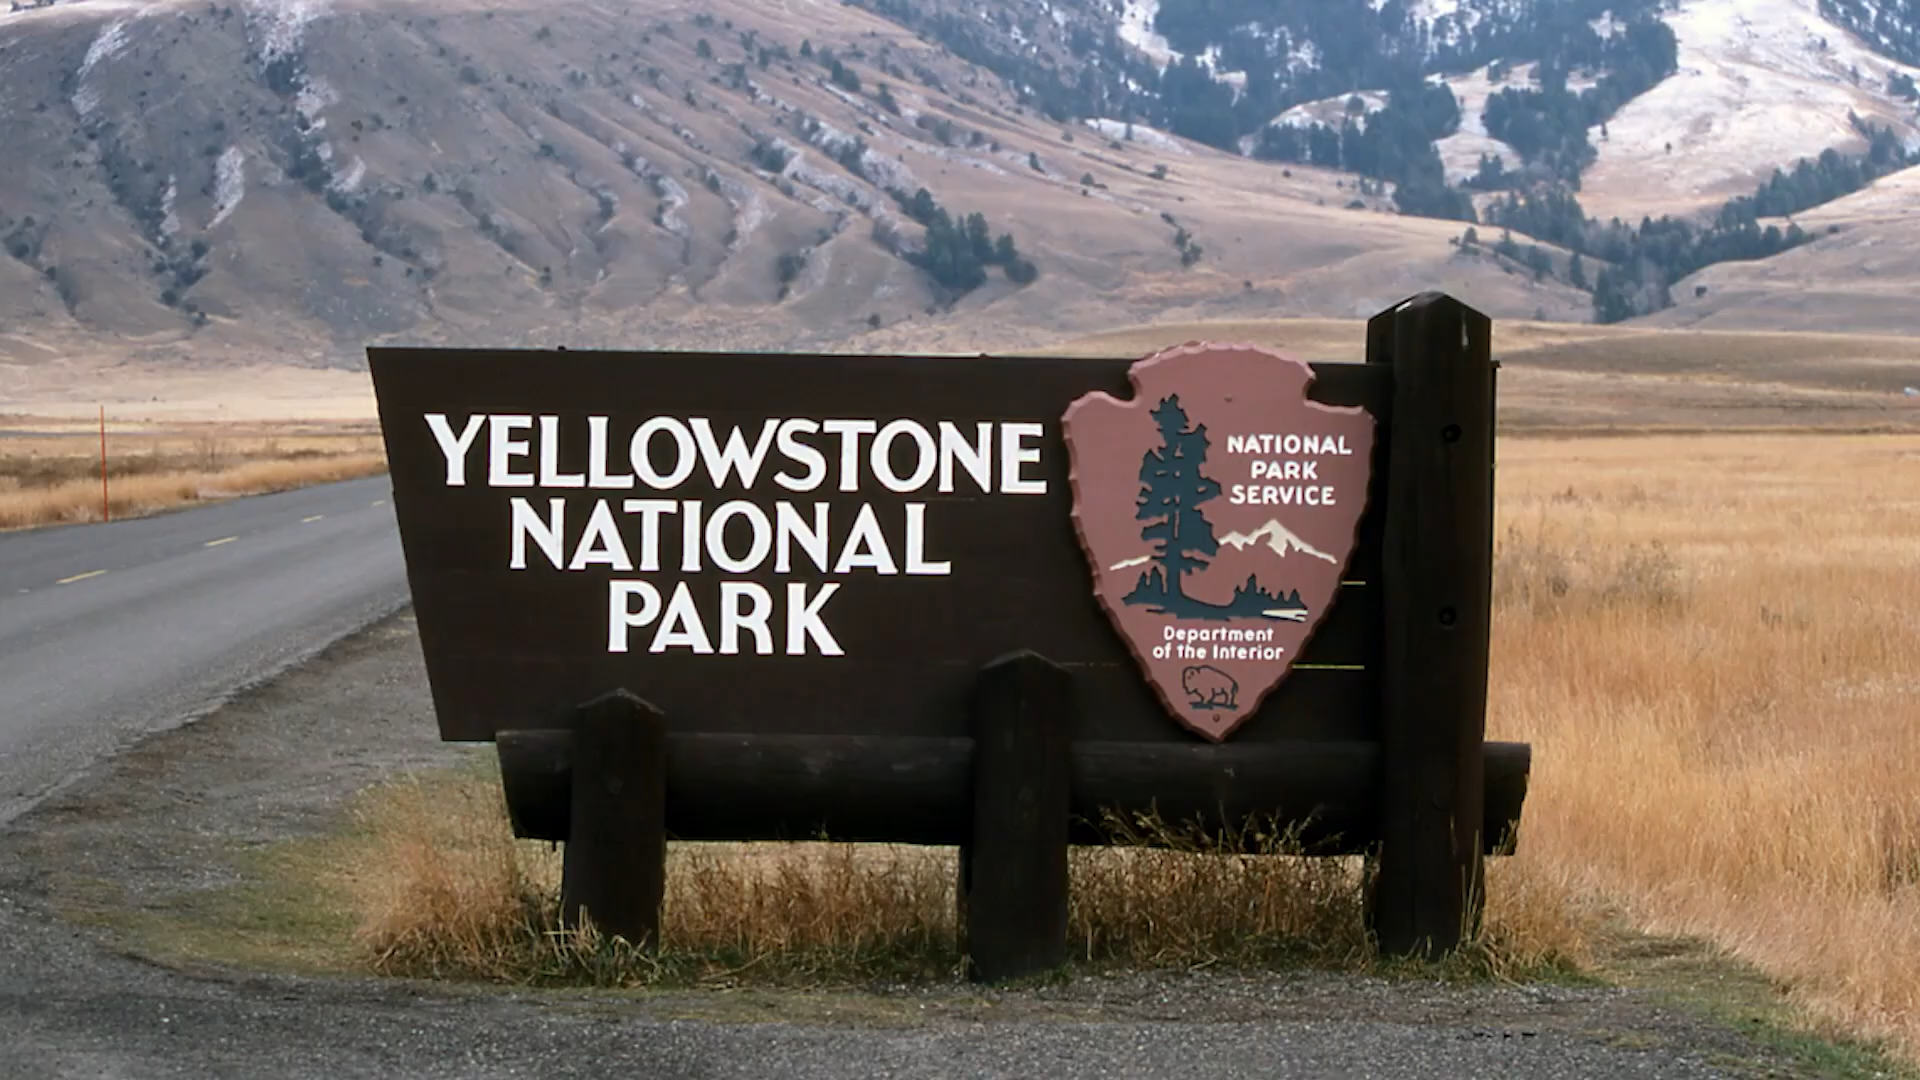 YELLOWSTONE
NATIONAL
PARK
NATIONAL
PARK
SERVICE
Department
of the Interior